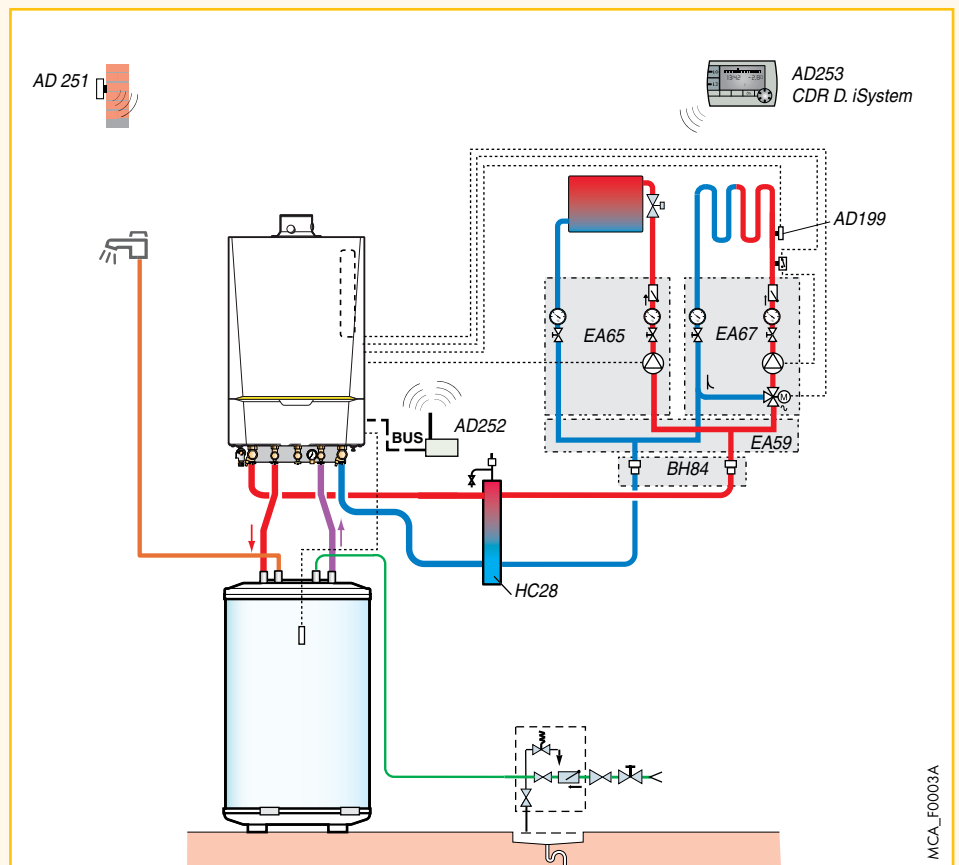 AD 251
AD253
CDR D. iSystem
AD199
EA65
EA67
M
EA59
BH84
BUS
AD252
HC28
MCA_F0003A